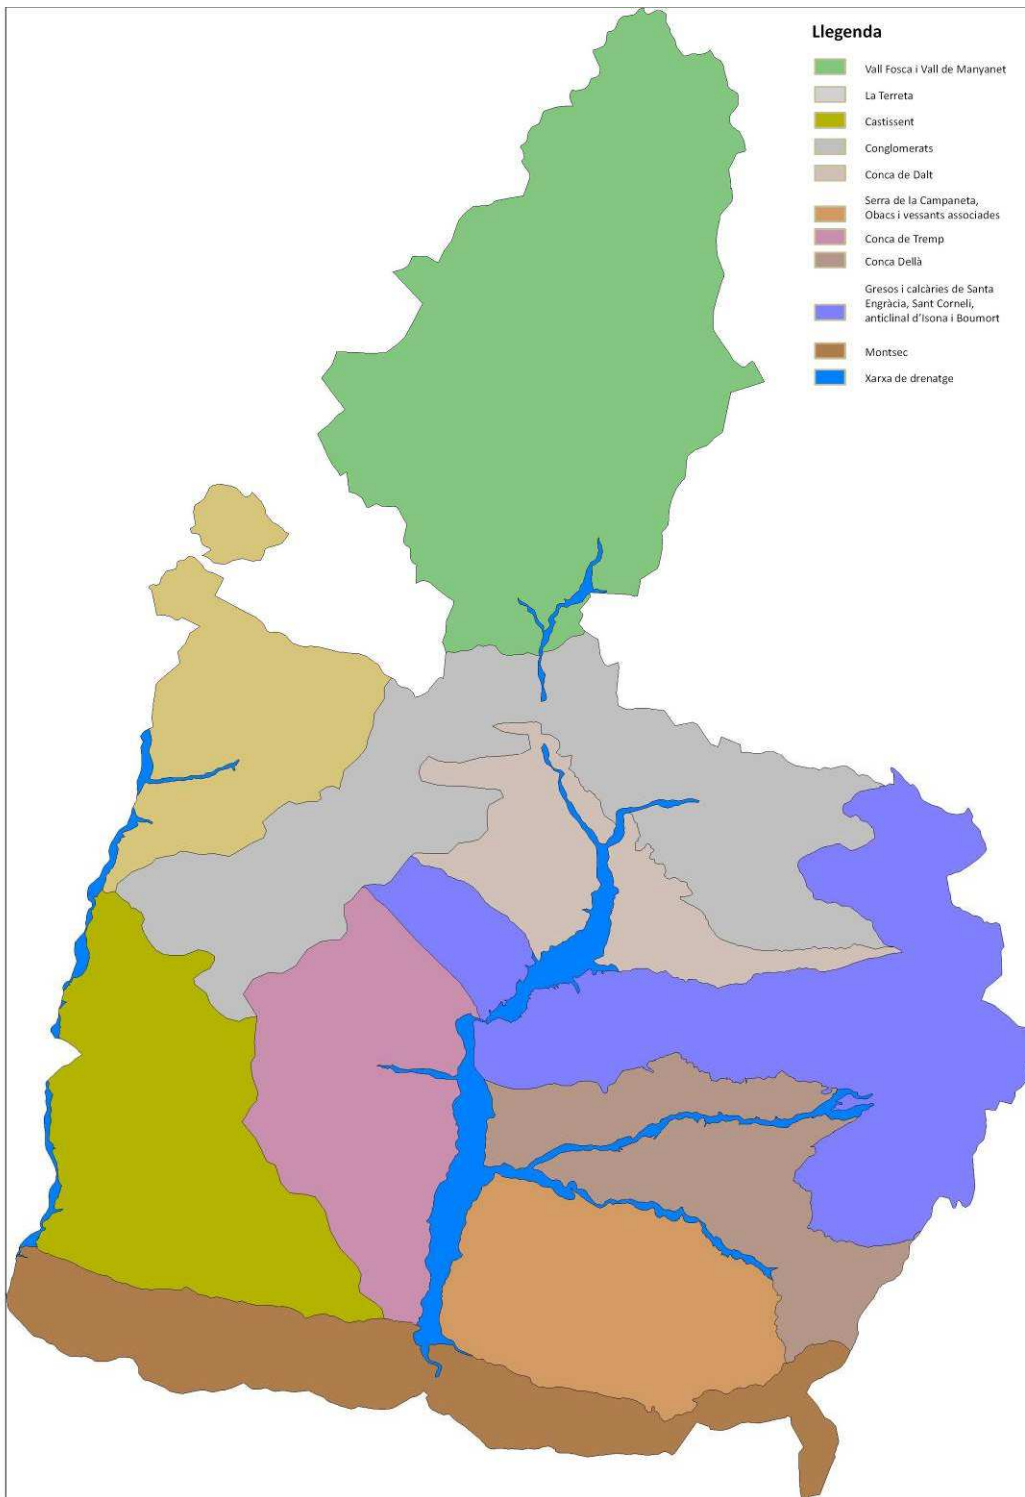 Llegenda
Vall Fosca i Vall de Manyanet
La Terreta
Castissent
Conglomerats
Conca de Dalt
Serra de la Campaneta,
Obacs i vessants associades
Conca de Tremp
Conca Dellà
Gresos i calcàries de Santa
Engràcia, Sant Corneli,
anticlinal d'Isona i Boumort
Montsec
Xarxa de drenatge